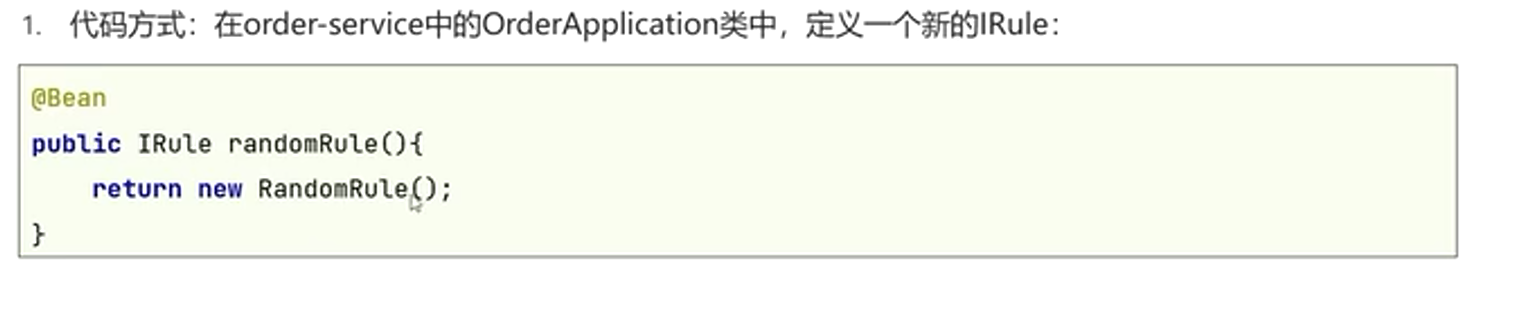 1. 代码方式：在order-service中的OrderApplication类中，定义一个新的IRule：
@Bean
public IRule randomRule(){
    return new RandomRule();
}